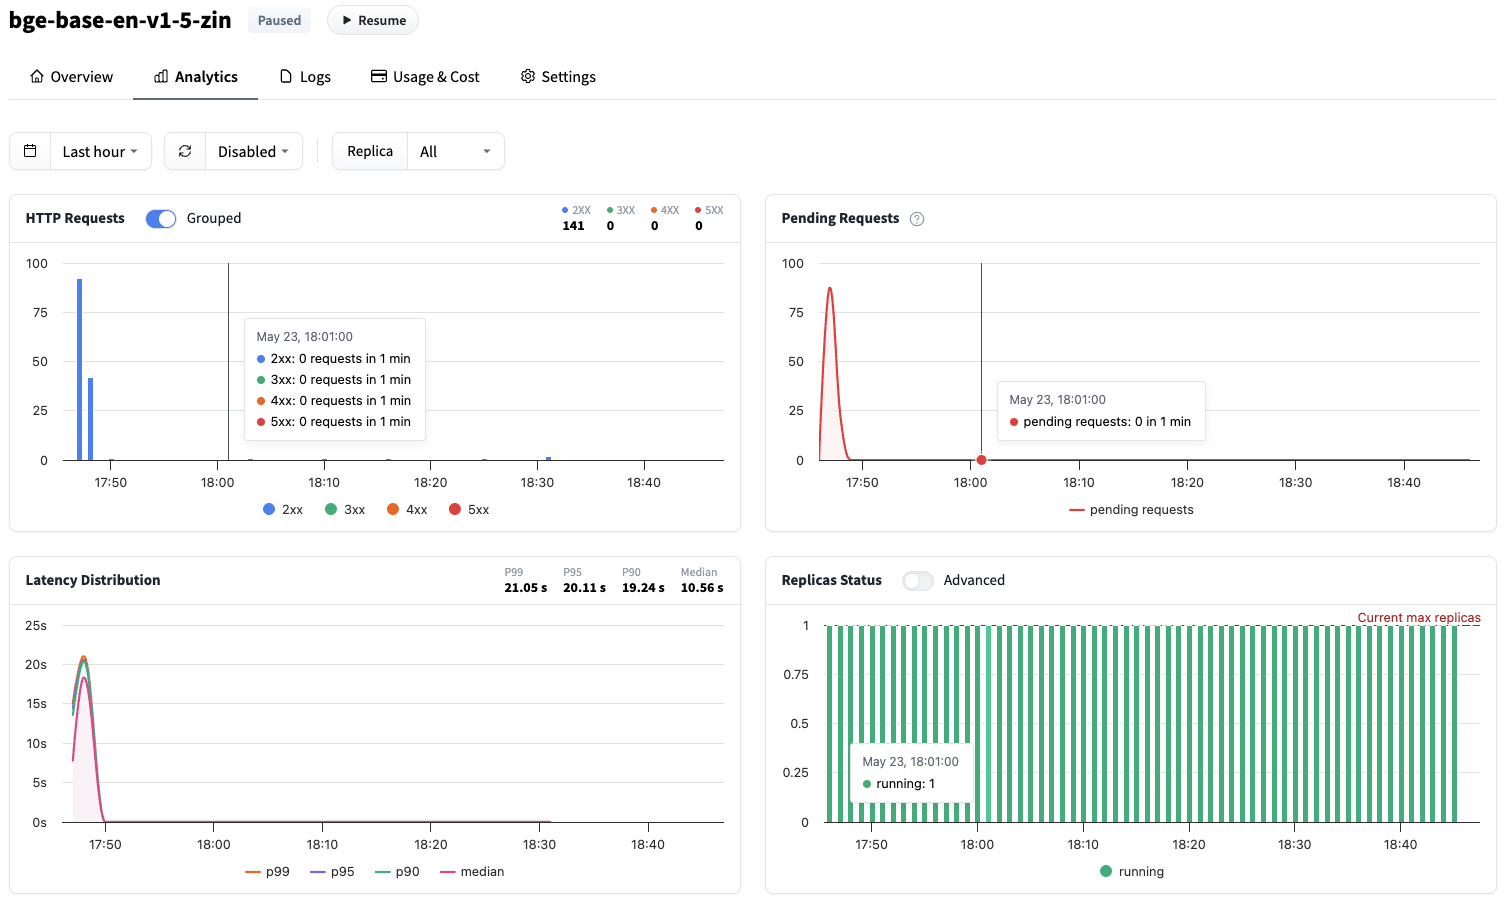 bge-base-en-v1-5-zin Paused Resume
Overview Analytics Logs Usage & Cost Settings
Last hour Disabled Replica All
HTTP Requests Grouped
2XX 3XX 4XX 5XX
141 0 0 0
100
75
50
25
0
May 23, 18:01:00
2xx: 0 requests in 1 min
3xx: 0 requests in 1 min
4xx: 0 requests in 1 min
5xx: 0 requests in 1 min
17:50 18:00 18:10 18:20 18:30 18:40
2xx 3xx 4xx 5xx
Pending Requests ?
100
75
50
25
0
May 23, 18:01:00
pending requests: 0 in 1 min
17:50 18:00 18:10 18:20 18:30 18:40
pending requests
Latency Distribution
P99 P95 P90 Median
21.05 s 20.11 s 19.24 s 10.56 s
25s
20s
15s
10s
5s
0s
17:50 18:00 18:10 18:20 18:30 18:40
p99 p95 p90 median
Replicas Status Advanced
Current max replicas
1
0.75
0.5
0.25
0
May 23, 18:01:00
running: 1
17:50 18:00 18:10 18:20 18:30 18:40
running